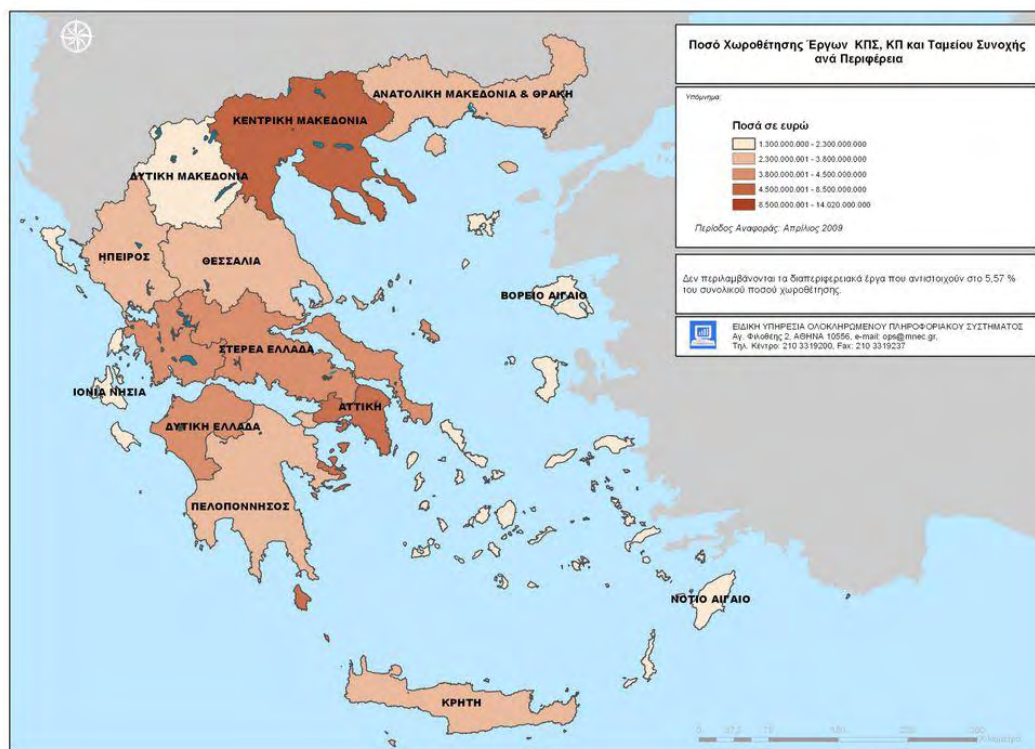 Ποσό Χωροθέτησης Έργων ΚΠΣ, ΚΠ και Ταμείου Συνοχής
ανά Περιφέρεια
Υπόμνημα:
Ποσά σε ευρώ
1.300.000.000 - 2.300.000.000
2.300.000.001 - 3.800.000.000
3.800.000.001 - 4.500.000.000
4.500.000.001 - 8.500.000.000
8.500.000.001 - 14.020.000.000
Περίοδος Αναφοράς: Απρίλιος 2009
Δεν περιλαμβάνονται τα διαπεριφερειακά έργα που αντιστοιχούν στο 5,57 %
του συνολικού ποσού χωροθέτησης.
ΕΙΔΙΚΗ ΥΠΗΡΕΣΙΑ ΟΛΟΚΛΗΡΩΜΕΝΟΥ ΠΛΗΡΟΦΟΡΙΑΚΟΥ ΣΥΣΤΗΜΑΤΟΣ
Αγ. Φιλοθέης 2, ΑΘΗΝΑ 10556, e-mail: ops@mnec.gr,
Τηλ. Κέντρο: 210 3319200, Fax: 210 3319237
ΑΝΑΤΟΛΙΚΗ ΜΑΚΕΔΟΝΙΑ & ΘΡΑΚΗ
ΚΕΝΤΡΙΚΗ ΜΑΚΕΔΟΝΙΑ
ΔΥΤΙΚΗ ΜΑΚΕΔΟΝΙΑ
ΗΠΕΙΡΟΣ
ΘΕΣΣΑΛΙΑ
ΒΟΡΕΙΟ ΑΙΓΑΙΟ
ΣΤΕΡΕΑ ΕΛΛΑΔΑ
ΙΟΝΙΑ ΝΗΣΙΑ
ΑΤΤΙΚΗ
ΔΥΤΙΚΗ ΕΛΛΑΔΑ
ΠΕΛΟΠΟΝΝΗΣΟΣ
ΝΟΤΙΟ ΑΙΓΑΙΟ
ΚΡΗΤΗ